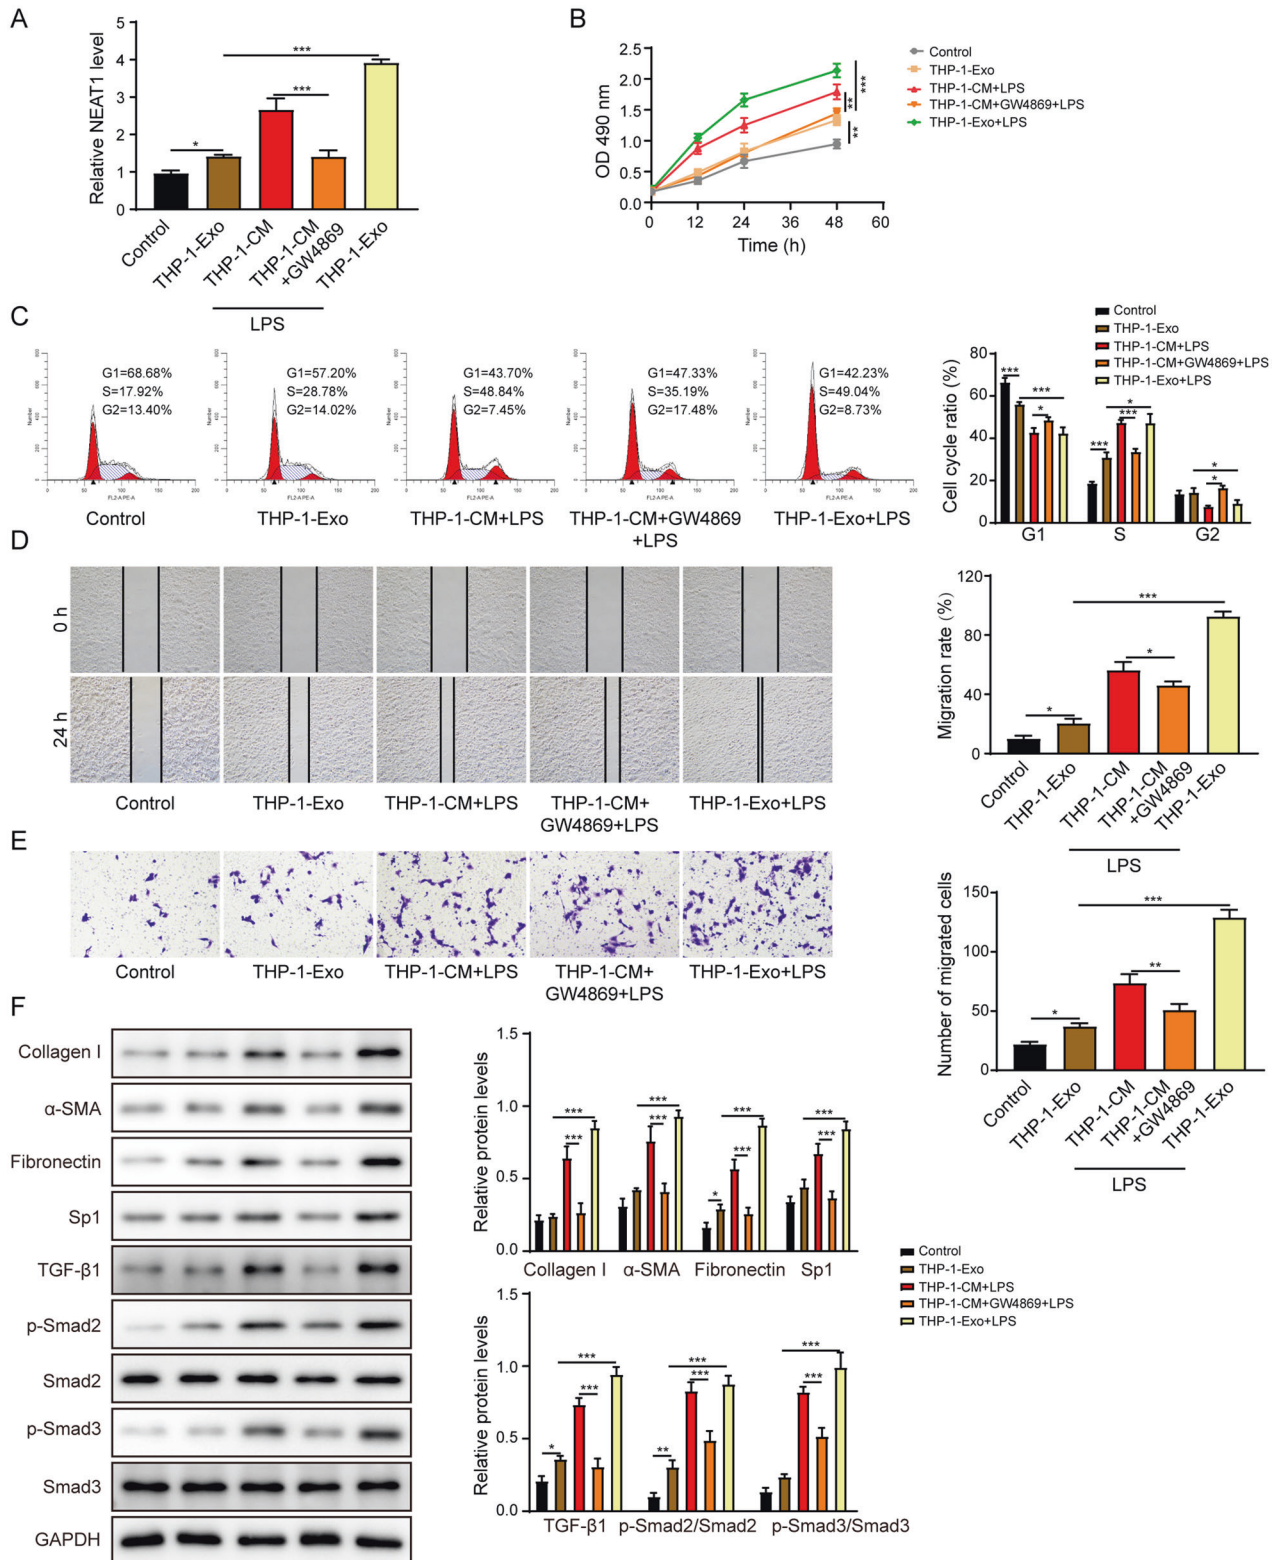 A
Relative NEAT1 level
5
4
3
2
1
0
*
***
***
Control
THP-1-Exo
THP-1-CM
THP-1-CM
+GW4869
THP-1-Exo
LPS
B
OD 490 nm
2.5
2.0
1.5
1.0
0.5
0.0
0
12
24
36
48
60
Time (h)
**
***
**
Control
THP-1-Exo
THP-1-CM+LPS
THP-1-CM+GW4869+LPS
THP-1-Exo+LPS
C
G1=68.68%
S=17.92%
G2=13.40%
Control
G1=57.20%
S=28.78%
G2=14.02%
THP-1-Exo
G1=43.70%
S=48.84%
G2=7.45%
THP-1-CM+LPS
G1=47.33%
S=35.19%
G2=17.48%
THP-1-CM+GW4869
+LPS
G1=42.23%
S=49.04%
G2=8.73%
THP-1-Exo+LPS
Number
FL2-A PE-A
0
50
100
150
200
Control
THP-1-Exo
THP-1-CM+LPS
THP-1-CM+GW4869+LPS
THP-1-Exo+LPS
Cell cycle ratio (%)
80
60
40
20
0
***
***
*
***
*
***
*
*
G1
S
G2
D
0 h
24 h
Control
THP-1-Exo
THP-1-CM+LPS
THP-1-CM+
GW4869+LPS
THP-1-Exo+LPS
Migration rate (%)
120
80
40
0
*
***
*
Control
THP-1-Exo
THP-1-CM
THP-1-CM
+GW4869
THP-1-Exo
LPS
E
Control
THP-1-Exo
THP-1-CM+LPS
THP-1-CM+
GW4869+LPS
THP-1-Exo+LPS
Number of migrated cells
150
100
50
0
*
***
**
Control
THP-1-Exo
THP-1-CM
THP-1-CM
+GW4869
THP-1-Exo
LPS
F
Collagen I
α-SMA
Fibronectin
Sp1
TGF-β1
p-Smad2
Smad2
p-Smad3
Smad3
GAPDH
Relative protein levels
1.5
1.0
0.5
0.0
***
***
***
***
*
***
***
***
***
Collagen I
α-SMA
Fibronectin
Sp1
Relative protein levels
1.5
1.0
0.5
0.0
*
***
***
**
***
***
***
***
TGF-β1
p-Smad2/Smad2
p-Smad3/Smad3
Control
THP-1-Exo
THP-1-CM+LPS
THP-1-CM+GW4869+LPS
THP-1-Exo+LPS